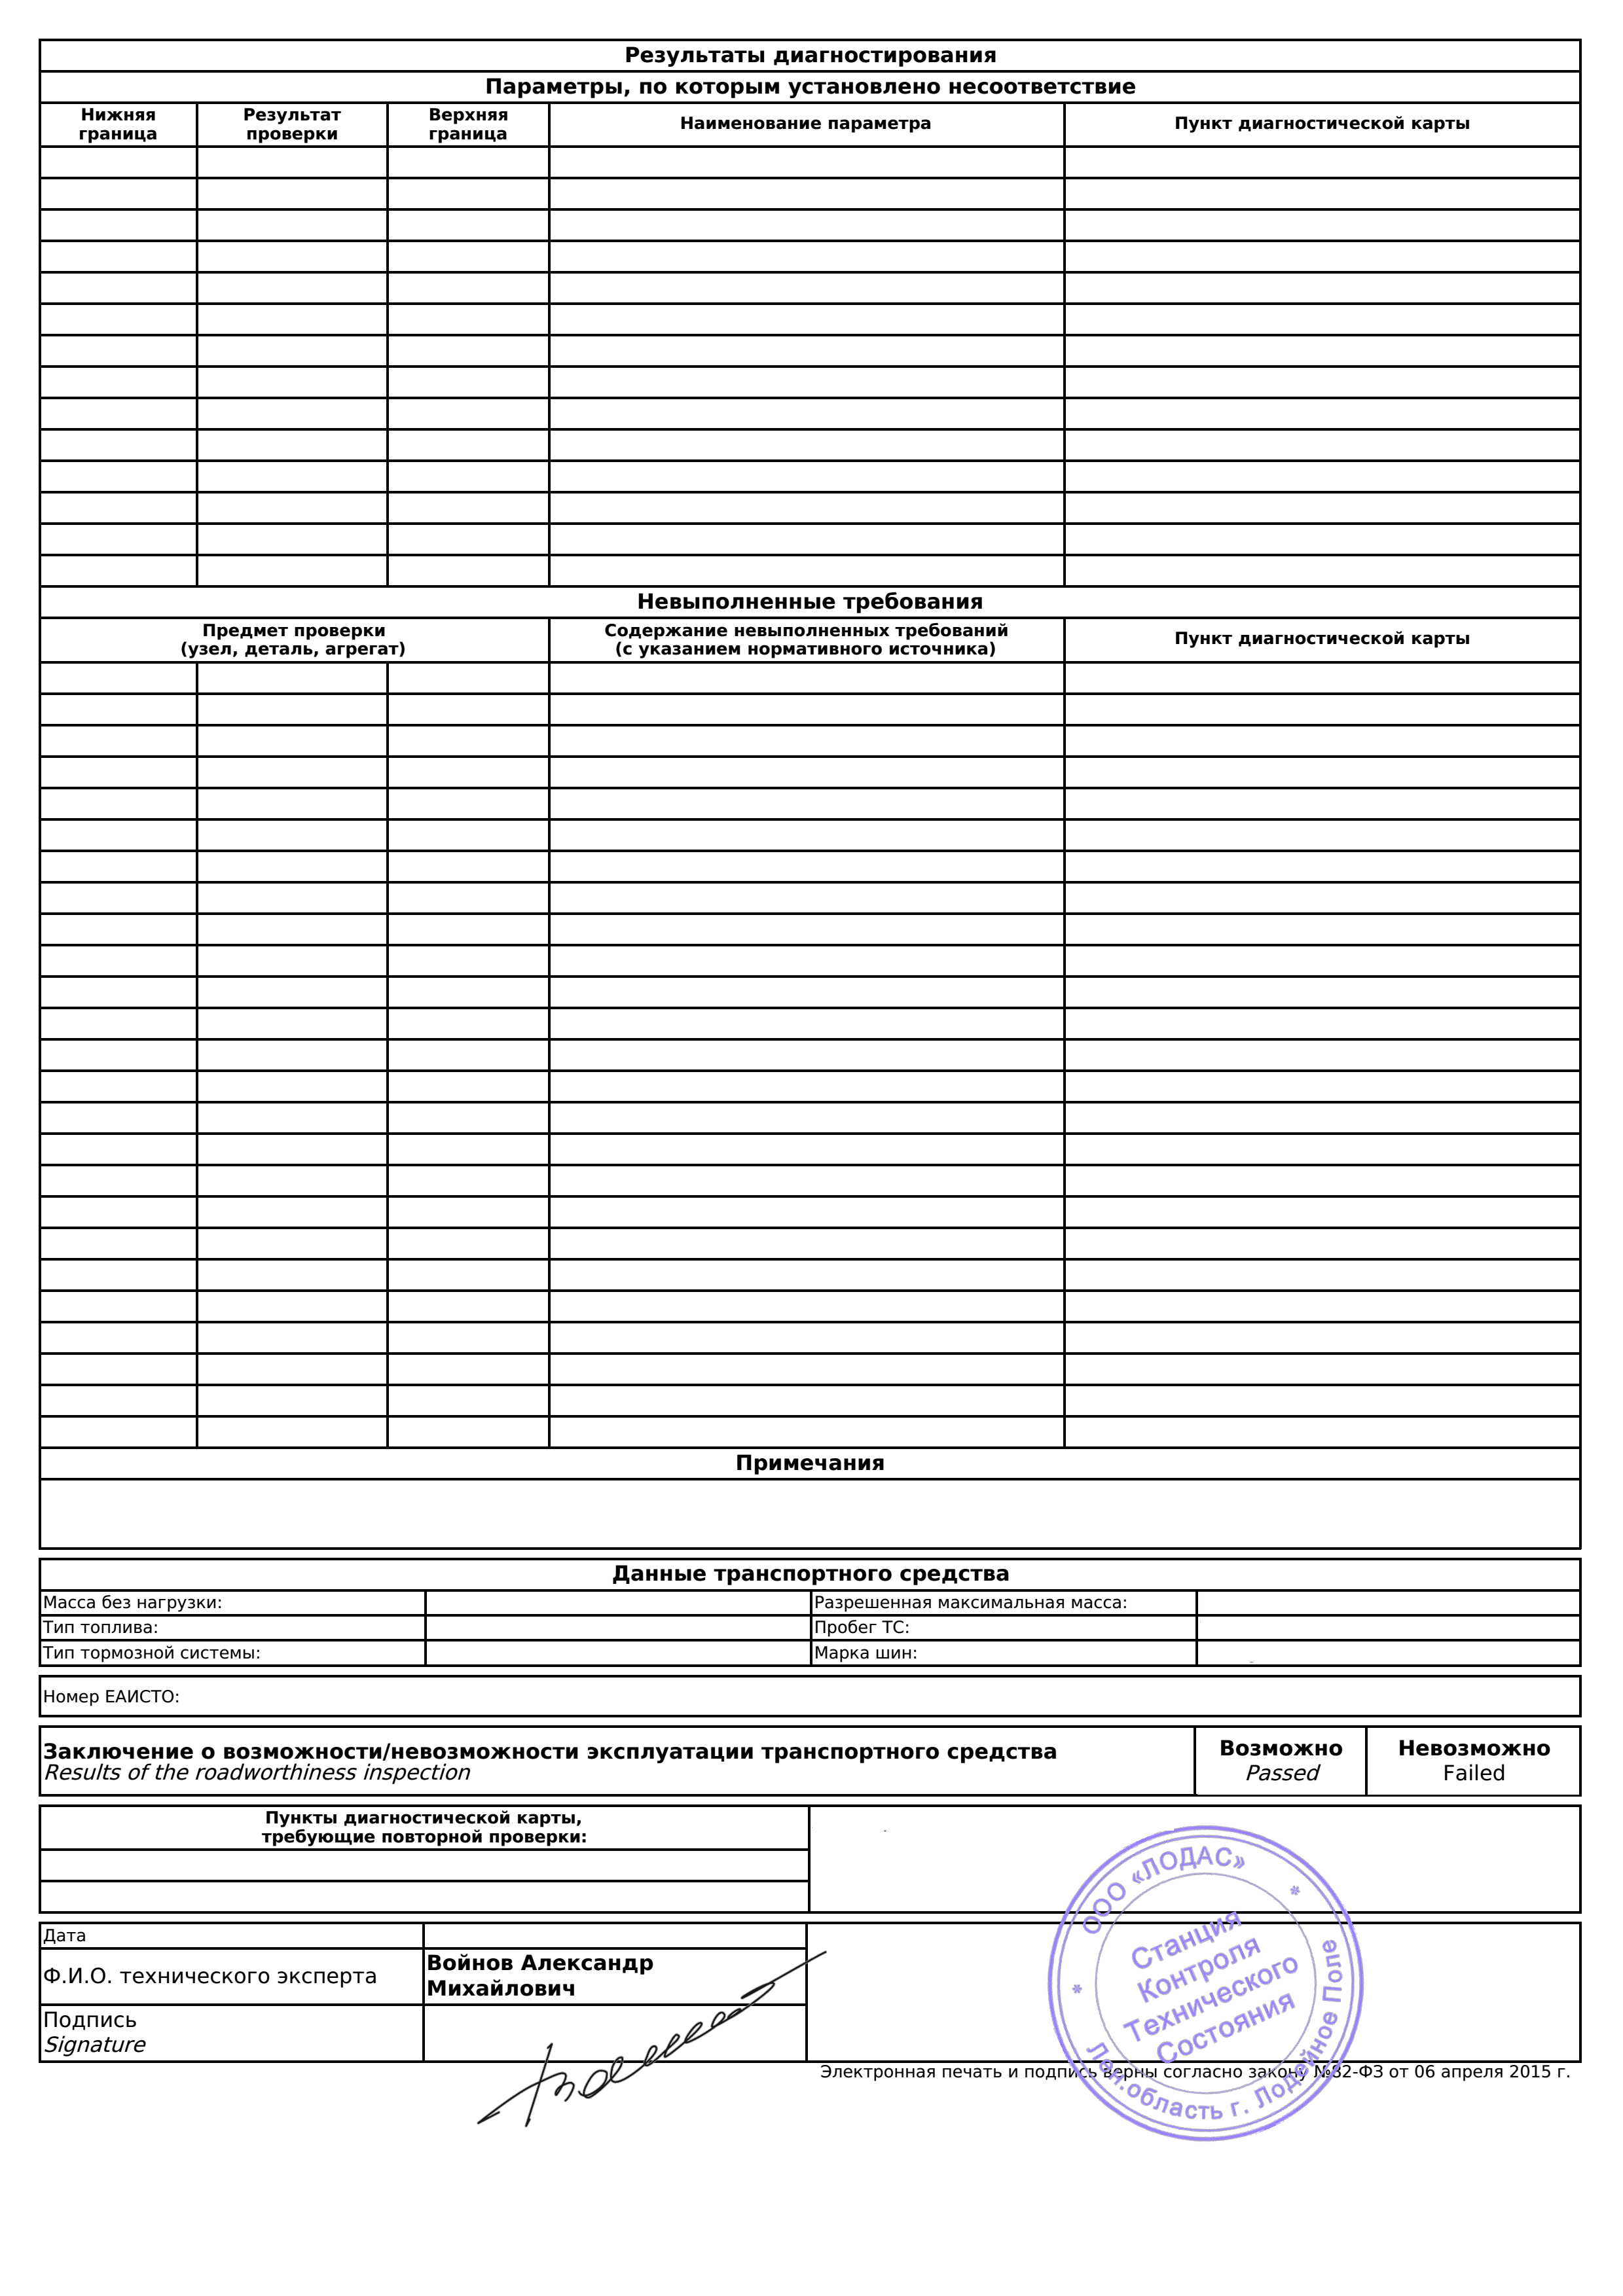 Результаты диагностирования
Параметры, по которым установлено несоответствие
Нижняя граница
Результат проверки
Верхняя граница
Наименование параметра
Пункт диагностической карты
Невыполненные требования
Предмет проверки
(узел, деталь, агрегат)
Содержание невыполненных требований
(с указанием нормативного источника)
Пункт диагностической карты
Примечания
Данные транспортного средства
Масса без нагрузки:
Разрешенная максимальная масса:
Тип топлива:
Пробег ТС:
Тип тормозной системы:
Марка шин:
Номер ЕАИСТО:
Заключение о возможности/невозможности эксплуатации транспортного средства
Results of the roadworthiness inspection
Возможно
Passed
Невозможно
Failed
Пункты диагностической карты,
требующие повторной проверки:
Дата
Ф.И.О. технического эксперта
Войнов Александр
Михайлович
Подпись
Signature
ООО «ЛОДАС»
* Лен.область г. Лодейное Поле *
Станция
Контроля
Технического
Состояния
Электронная печать и подпись верны согласно закону №82-ФЗ от 06 апреля 2015 г.